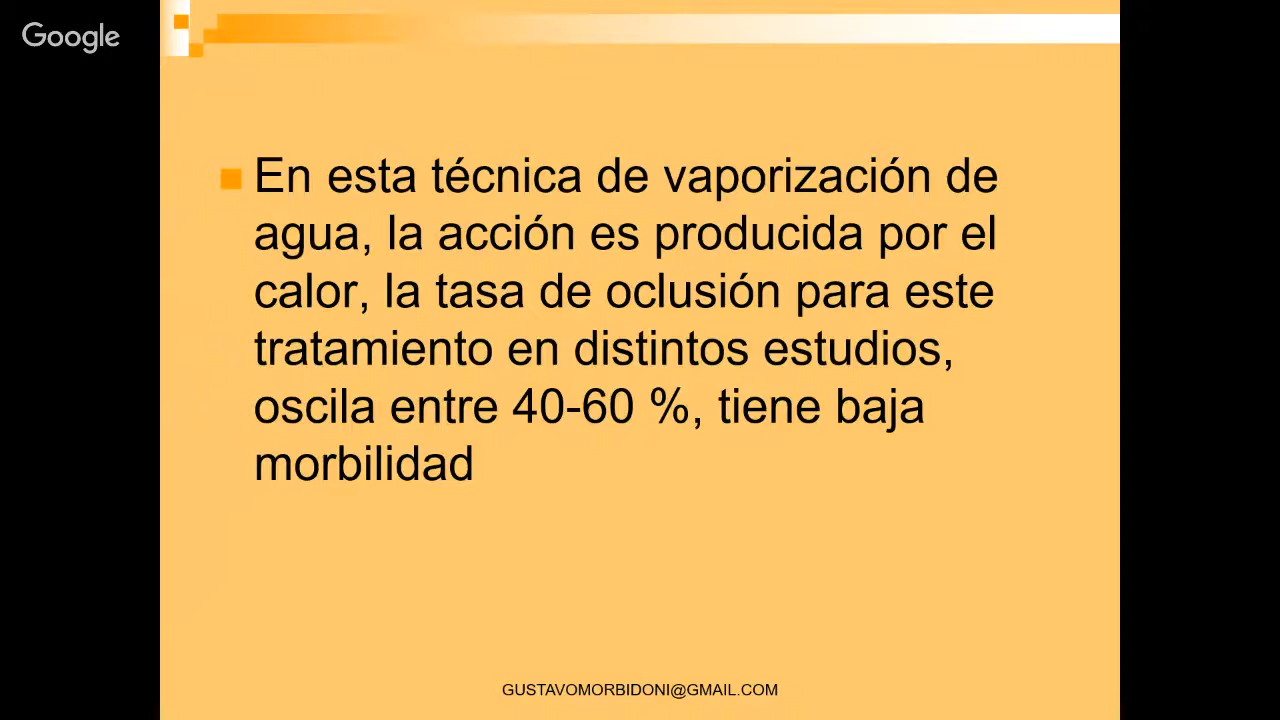 Google
En esta técnica de vaporización de
agua, la acción es producida por el
calor, la tasa de oclusión para este
tratamiento en distintos estudios,
oscila entre 40-60 %, tiene baja
morbilidad
GUSTAVOMORBIDONI@GMAIL.COM